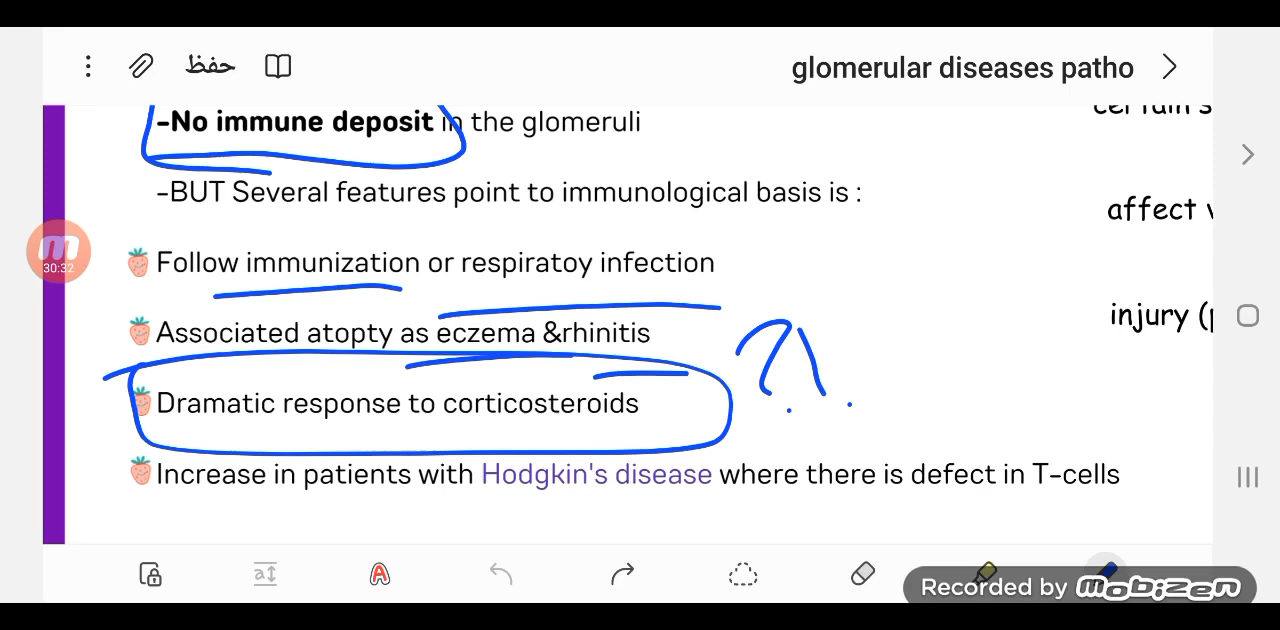 حفظ
glomerular diseases patho
-No immune deposit in the glomeruli
-BUT Several features point to immunological basis is :
affect
30:32
Follow immunization or respiratoy infection
injury (
Associated atopty as eczema &rhinitis
?!
Dramatic response to corticosteroids
Increase in patients with Hodgkin's disease where there is defect in T-cells
Recorded by mobizen